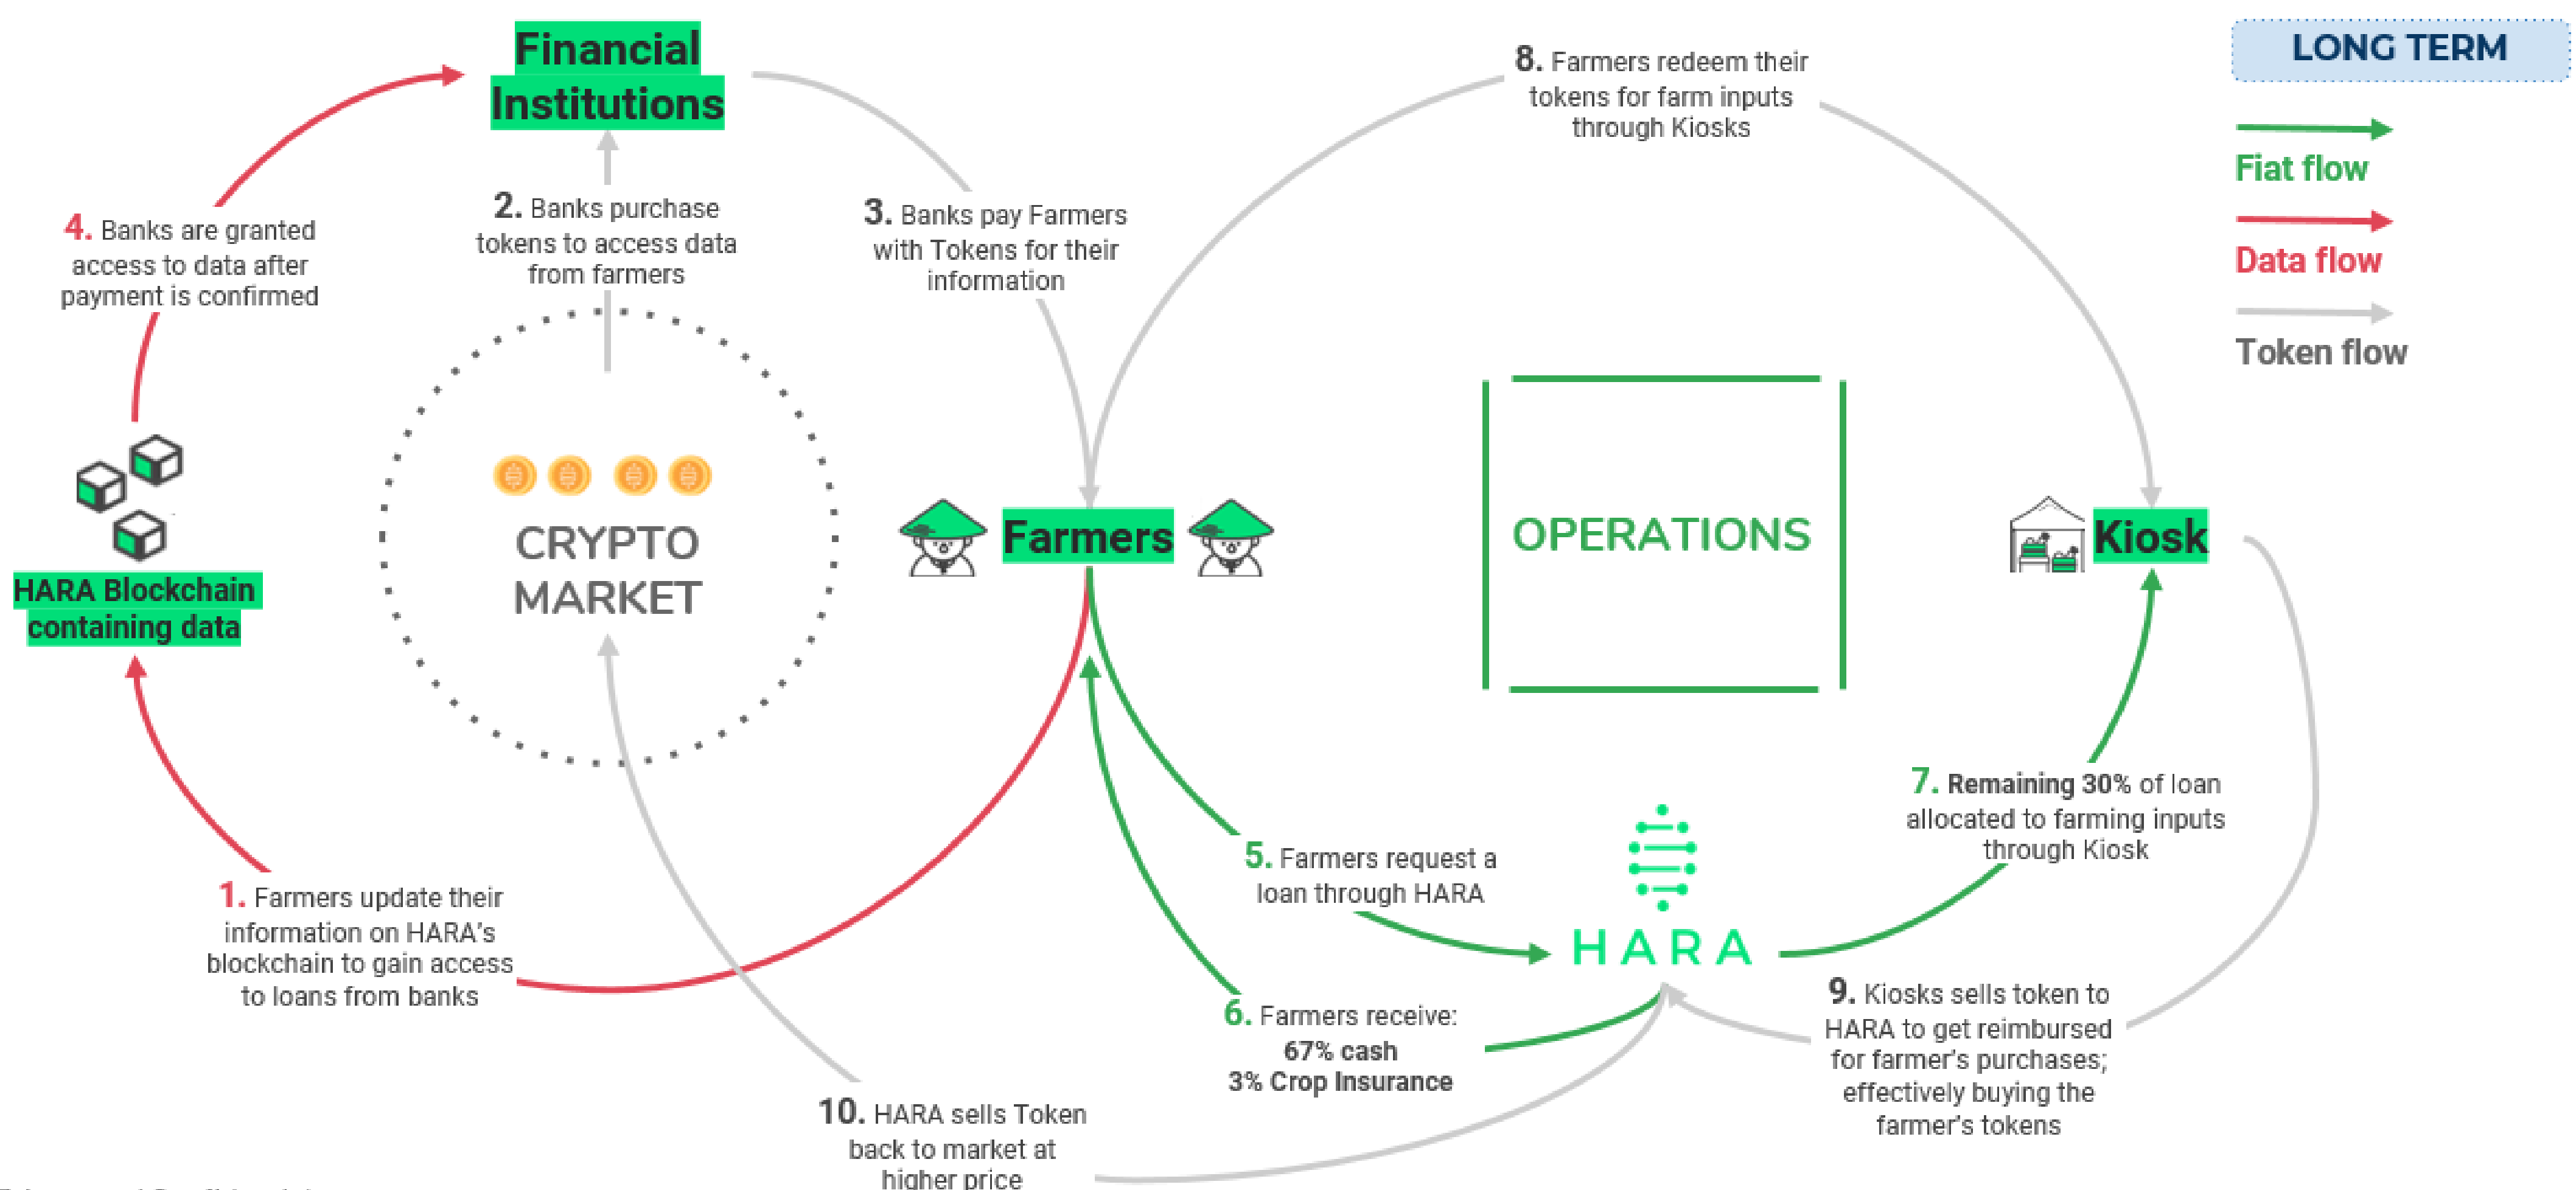 Financial
Institutions
8. Farmers redeem their
tokens for farm inputs
through Kiosks
LONG TERM
Fiat flow
Data flow
Token flow
4. Banks are granted
access to data after
payment is confirmed
2. Banks purchase
tokens to access data
from farmers
3. Banks pay Farmers
with Tokens for their
information
CRYPTO
MARKET
Farmers
OPERATIONS
Kiosk
HARA Blockchain
containing data
1. Farmers update their
information on HARA's
blockchain to gain access
to loans from banks
5. Farmers request a
loan through HARA
HARA
7. Remaining 30% of loan
allocated to farming inputs
through Kiosk
6. Farmers receive:
67% cash
3% Crop Insurance
9. Kiosks sells token to
HARA to get reimbursed
for farmer's purchases;
effectively buying the
farmer's tokens
10. HARA sells Token
back to market at
higher price